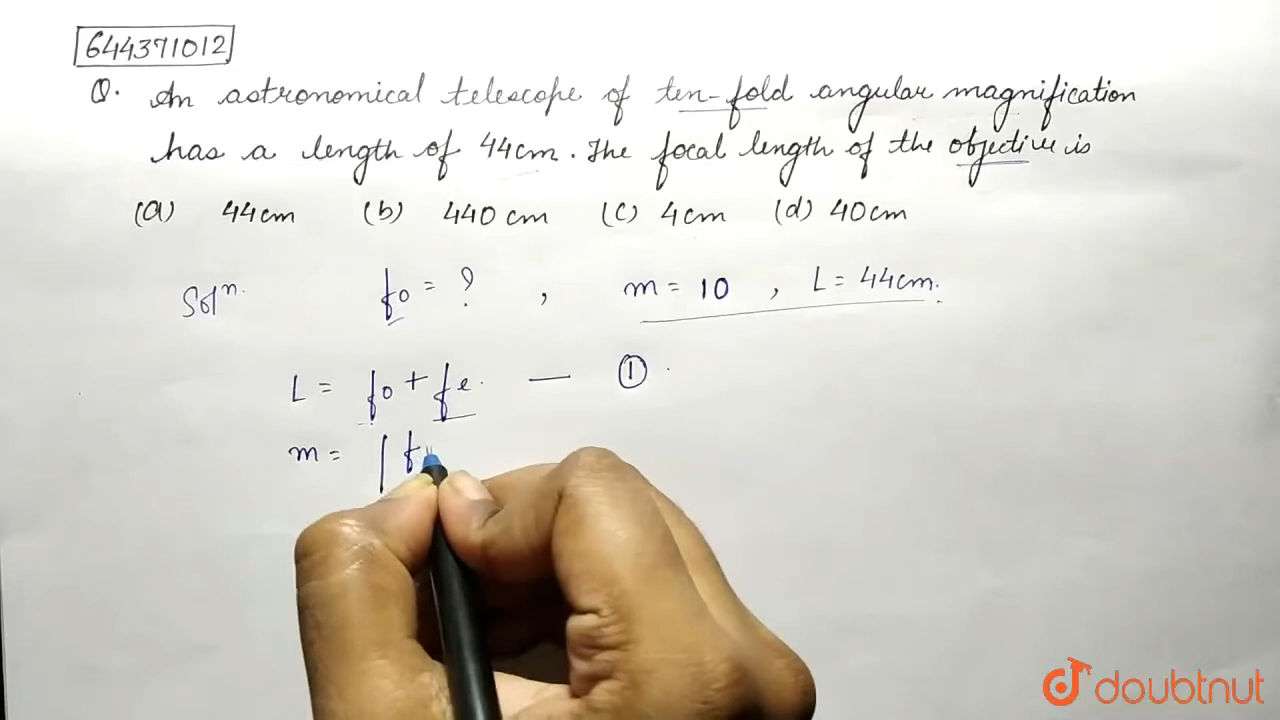 644371012
Q. An astronomical telescope of ten-fold angular magnification
has a length of 44cm. The focal length of the objective is
(a) 44cm (b) 440 cm (c) 4cm (d) 40cm
Solⁿ. fo = ? , m = 10 , L = 44cm.
L = fo + fe. — ①
m = | f
doubtnut